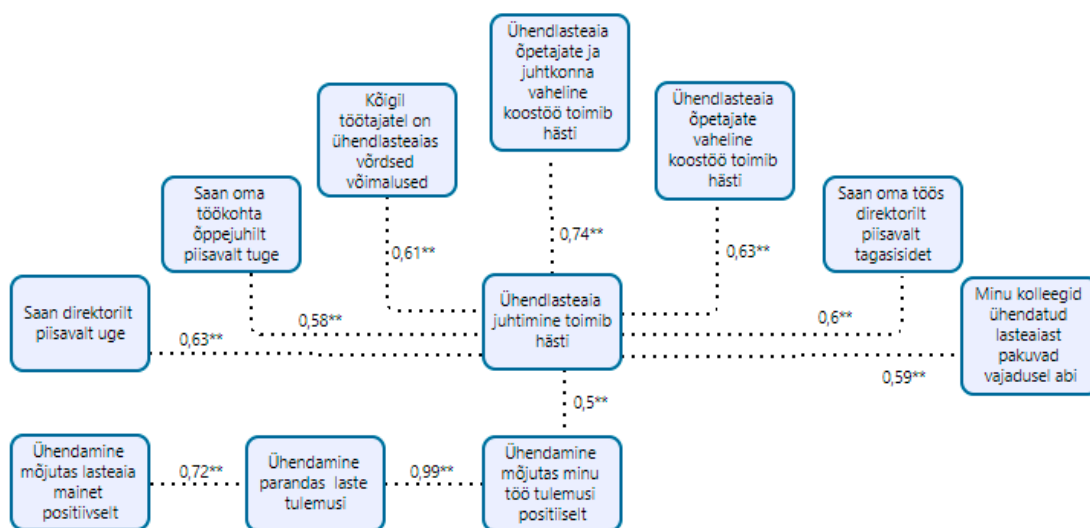 Ühendlasteaia
õpetajate ja
juhtkonna
vaheline
koostöö toimib
hästi
Kõigil
töötajatel on
ühendlasteaias
võrdsed
võimalused
Ühendlasteaia
õpetajate
vaheline
koostöö toimib
hästi
Saan oma
töökohta
õppejuhilt
piisavalt tuge
Saan oma töös
direktorilt
piisavalt
tagasisidet
0,61**
0,74**
0,63**
Saan direktorilt
piisavalt uge
Ühendlasteaia
juhtimine toimib
hästi
Minu kolleegid
ühendatud
lasteaiast
pakuvad
vajadusel abi
0,58**
0,6**
0,63**
0,59**
0,5**
Ühendamine
mõjutas lasteaia
mainet
positiivselt
0,72**
Ühendamine
parandas laste
tulemusi
0,99**
Ühendamine
mõjutas minu
töö tulemusi
positiiselt